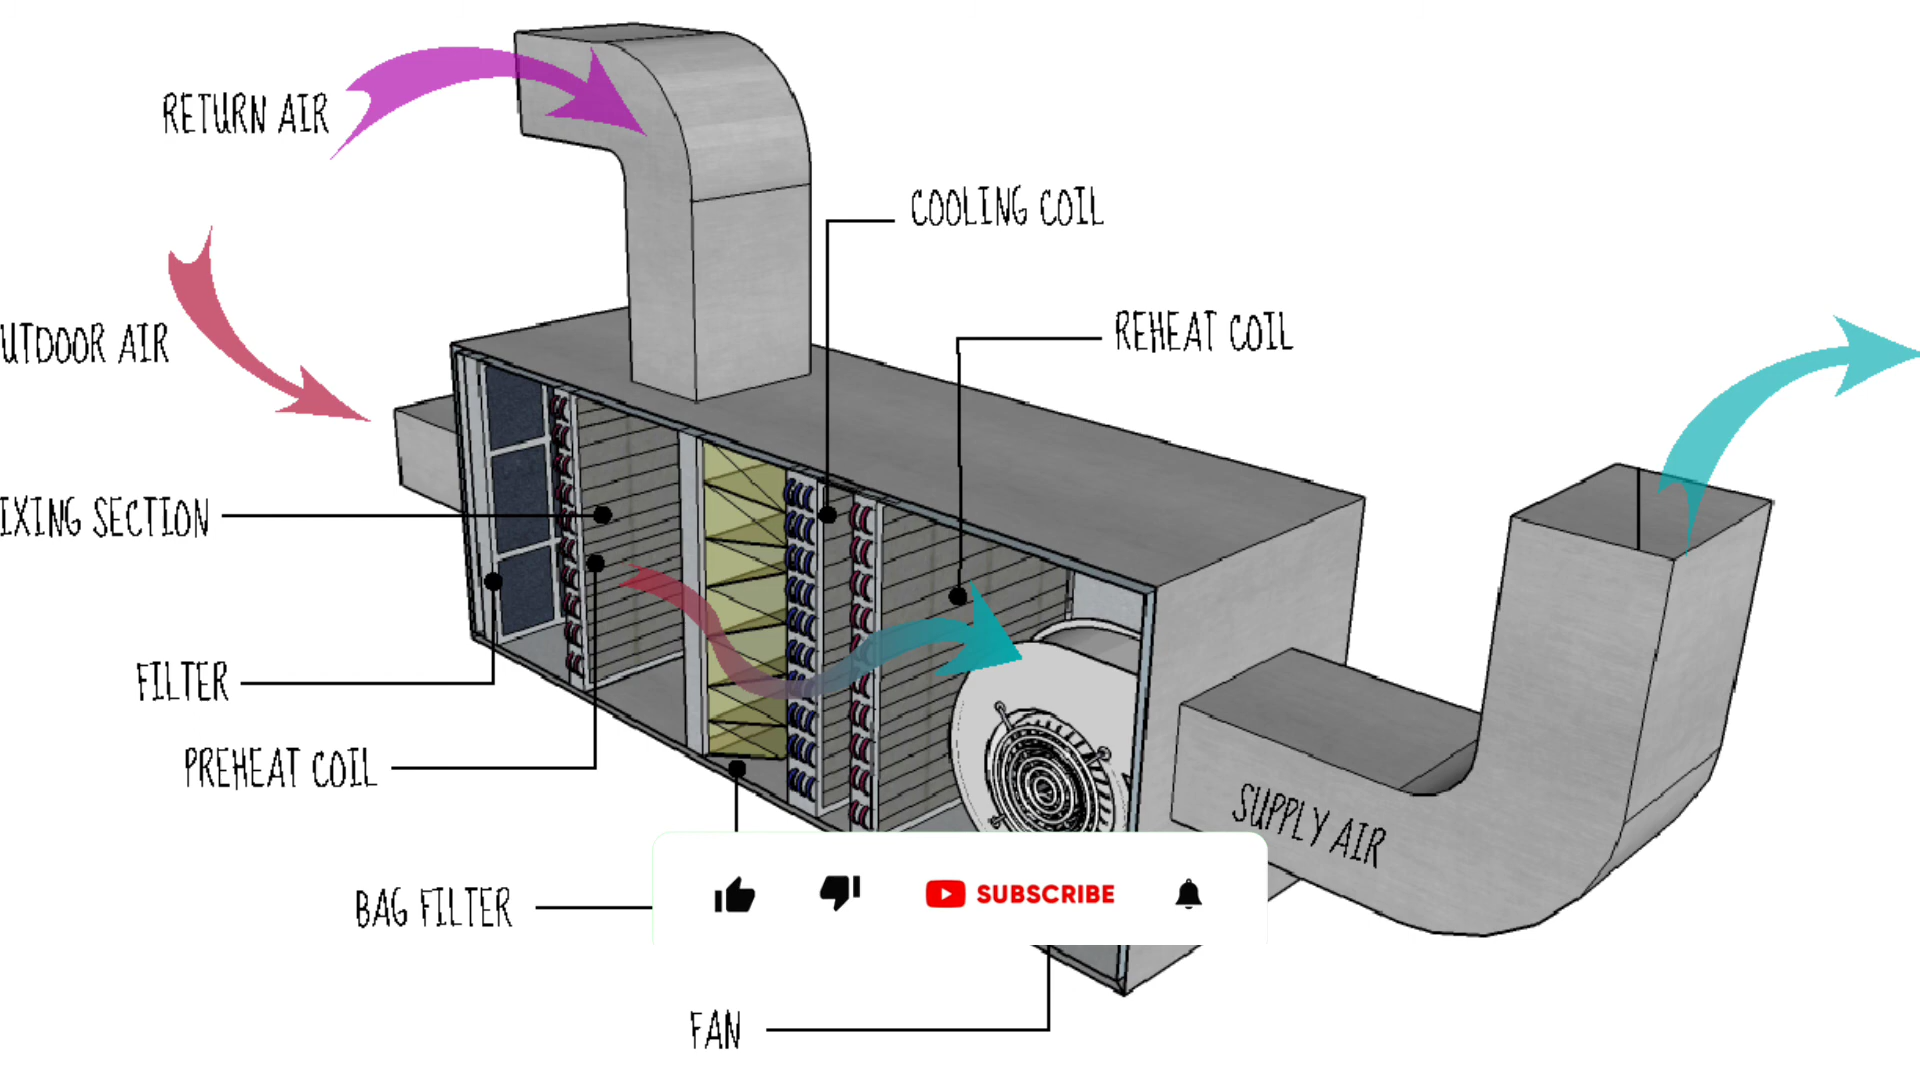 RETURN AIR
COOLING COIL
UTDOOR AIR
REHEAT COIL
IXING SECTION
FILTER
PREHEAT COIL
SUPPLY AIR
BAG FILTER
SUBSCRIBE
FAN